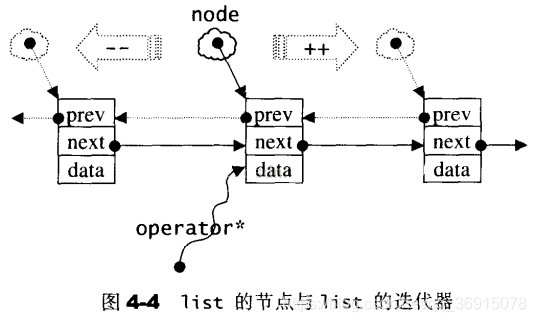 node
-- ++
prev prev prev
next next next
data data data
operator*
图 4-4 list 的节点与 list 的迭代器
36915078